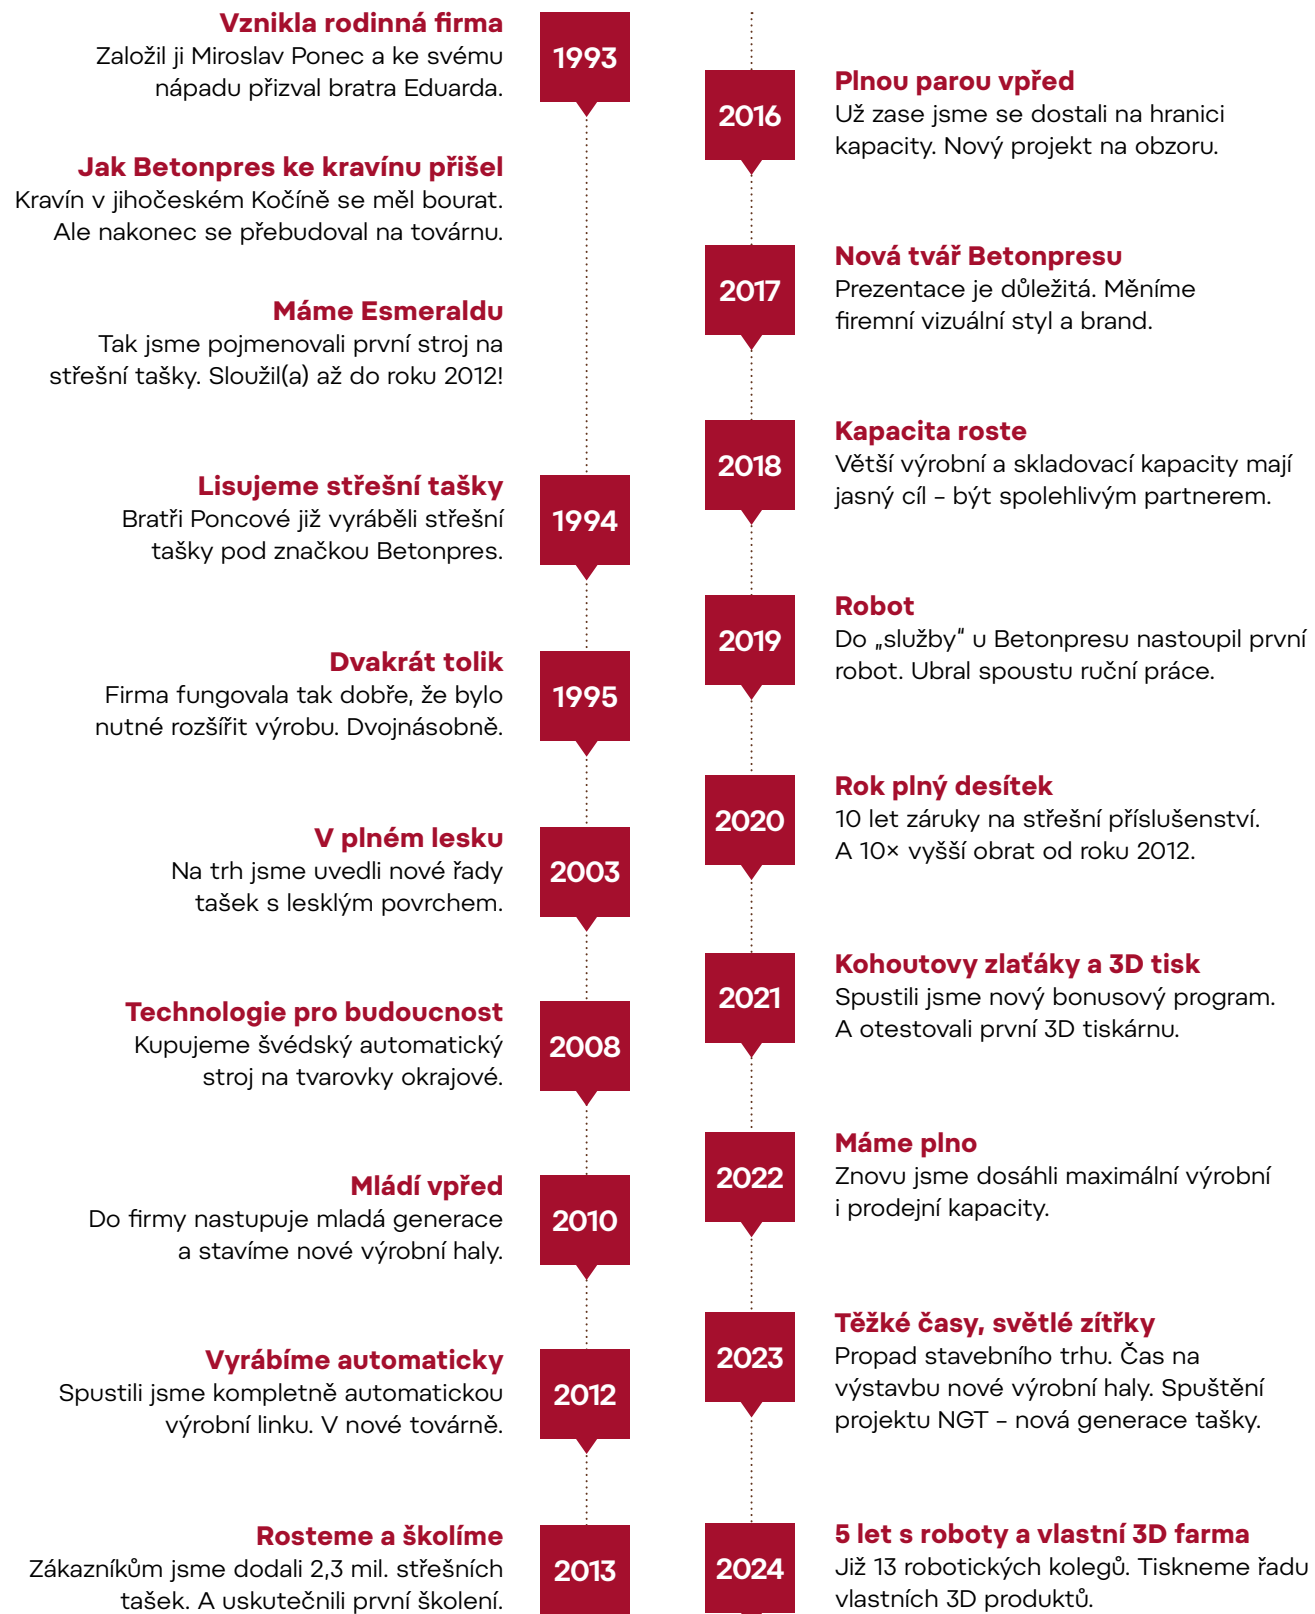 Vznikla rodinná firma
Založil ji Miroslav Ponec a ke svému
nápadu přizval bratra Eduarda.
1993
Jak Betonpres ke kravínu přišel
Kravín v jihočeském Kočíně se měl bourat.
Ale nakonec se přebudoval na továrnu.
Máme Esmeraldu
Tak jsme pojmenovali první stroj na
střešní tašky. Sloužil(a) až do roku 2012!
Lisujeme střešní tašky
Bratři Poncové již vyráběli střešní
tašky pod značkou Betonpres.
1994
Dvakrát tolik
Firma fungovala tak dobře, že bylo
nutné rozšířit výrobu. Dvojnásobně.
1995
V plném lesku
Na trh jsme uvedli nové řady
tašek s lesklým povrchem.
2003
Technologie pro budoucnost
Kupujeme švédský automatický
stroj na tvarovky okrajové.
2008
Mládí vpřed
Do firmy nastupuje mladá generace
a stavíme nové výrobní haly.
2010
Vyrábíme automaticky
Spustili jsme kompletně automatickou
výrobní linku. V nové továrně.
2012
Rosteme a školíme
Zákazníkům jsme dodali 2,3 mil. střešních
tašek. A uskutečnili první školení.
2013
2016
Plnou parou vpřed
Už zase jsme se dostali na hranici
kapacity. Nový projekt na obzoru.
2017
Nová tvář Betonpresu
Prezentace je důležitá. Měníme
firemní vizuální styl a brand.
2018
Kapacita roste
Větší výrobní a skladovací kapacity mají
jasný cíl – být spolehlivým partnerem.
2019
Robot
Do „služby" u Betonpresu nastoupil první
robot. Ubral spoustu ruční práce.
2020
Rok plný desítek
10 let záruky na střešní příslušenství.
A 10× vyšší obrat od roku 2012.
2021
Kohoutovy zlaťáky a 3D tisk
Spustili jsme nový bonusový program.
A otestovali první 3D tiskárnu.
2022
Máme plno
Znovu jsme dosáhli maximální výrobní
i prodejní kapacity.
2023
Těžké časy, světlé zítřky
Propad stavebního trhu. Čas na
výstavbu nové výrobní haly. Spuštění
projektu NGT – nová generace tašky.
2024
5 let s roboty a vlastní 3D farma
Již 13 robotických kolegů. Tiskneme řadu
vlastních 3D produktů.